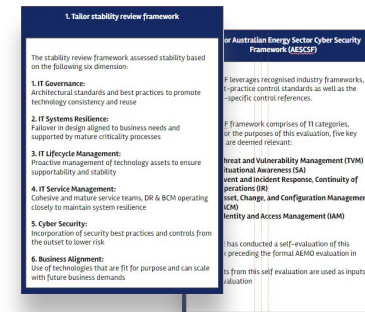 1. Tailor stability review framework
The stability review framework assessed stability based
on the following six dimension:
1. IT Governance:
Architectural standards and best practices to promote
technology consistency and reuse
2. IT Systems Resilience:
Failover in design aligned to business needs and
supported by mature criticality processes
3. IT Lifecycle Management:
Proactive management of technology assets to ensure
supportability and stability
4. IT Service Management:
Cohesive and mature service teams, DR & BCM operating
closely to maintain system resilience
5. Cyber Security:
Incorporation of security best practices and controls from
the outset to lower risk
6. Business Alignment:
Use of technologies that are fit for purpose and can scale
with future business demands
or Australian Energy Sector Cyber Security
Framework (AESCSF)
F leverages recognised industry frameworks,
t-practice control standards as well as the
-specific control references.
F framework comprises of 11 categories,
or the purposes of this evaluation, five key
are deemed relevant:
hreat and Vulnerability Management (TVM)
ituational Awareness (SA)
vent and Incident Response, Continuity of
perations (IR)
sset, Change, and Configuration Managemen
ACM)
dentity and Access Management (IAM)
has conducted a self-evaluation of this
k preceding the formal AEMO evaluation in
ts from this self evaluation are used as inputs
valuation